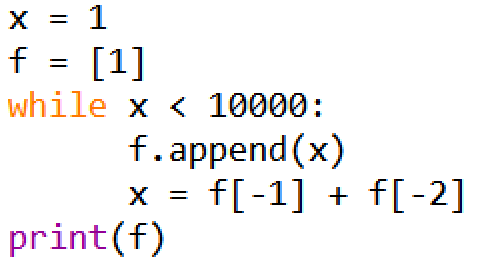 x = 1
f = [1]
while x < 10000:
        f.append(x)
        x = f[-1] + f[-2]
print(f)